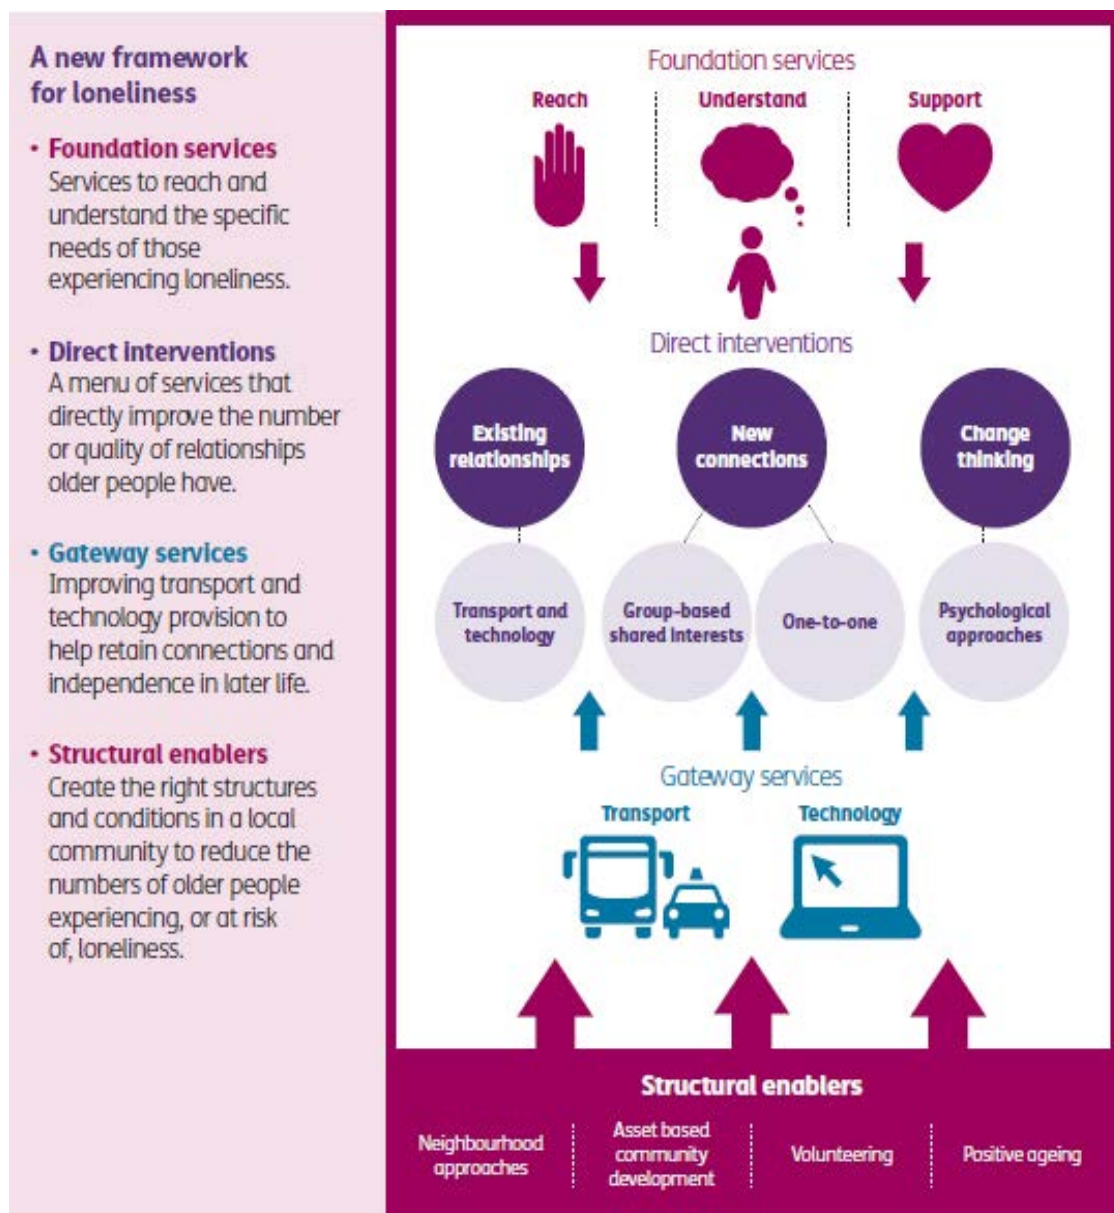 A new framework
for loneliness
• Foundation services
Services to reach and
understand the specific
needs of those
experiencing loneliness.
• Direct interventions
A menu of services that
directly improve the number
or quality of relationships
older people have.
• Gateway services
Improving transport and
technology provision to
help retain connections and
independence in later life.
• Structural enablers
Create the right structures
and conditions in a local
community to reduce the
numbers of older people
experiencing, or at risk
of, loneliness.
Foundation services
Reach
Understand
Support
Direct interventions
Existing
relationships
New
connections
Change
thinking
Transport and
technology
Group-based
shared interests
One-to-one
Psychological
approaches
Gateway services
Transport
Technology
Structural enablers
Neighbourhood
approaches
Asset based
community
development
Volunteering
Positive ageing